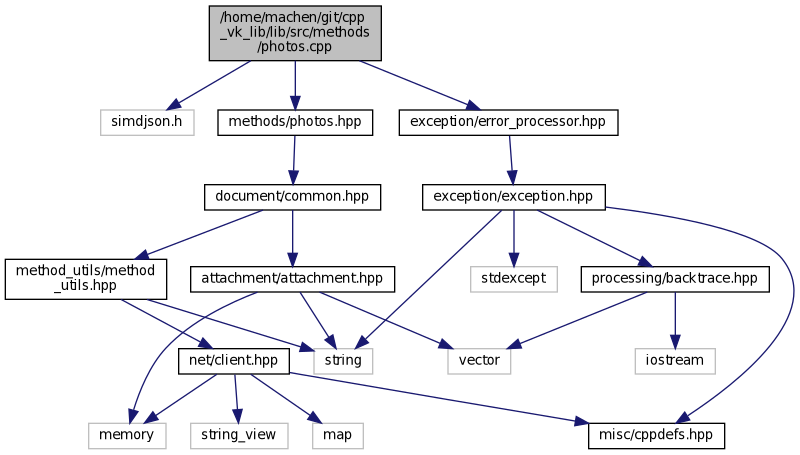 /home/machen/git/cpp
_vk_lib/lib/src/methods
/photos.cpp
simdjson.h
methods/photos.hpp
exception/error_processor.hpp
document/common.hpp
exception/exception.hpp
method_utils/method
_utils.hpp
attachment/attachment.hpp
stdexcept
processing/backtrace.hpp
net/client.hpp
string
vector
iostream
memory
string_view
map
misc/cppdefs.hpp